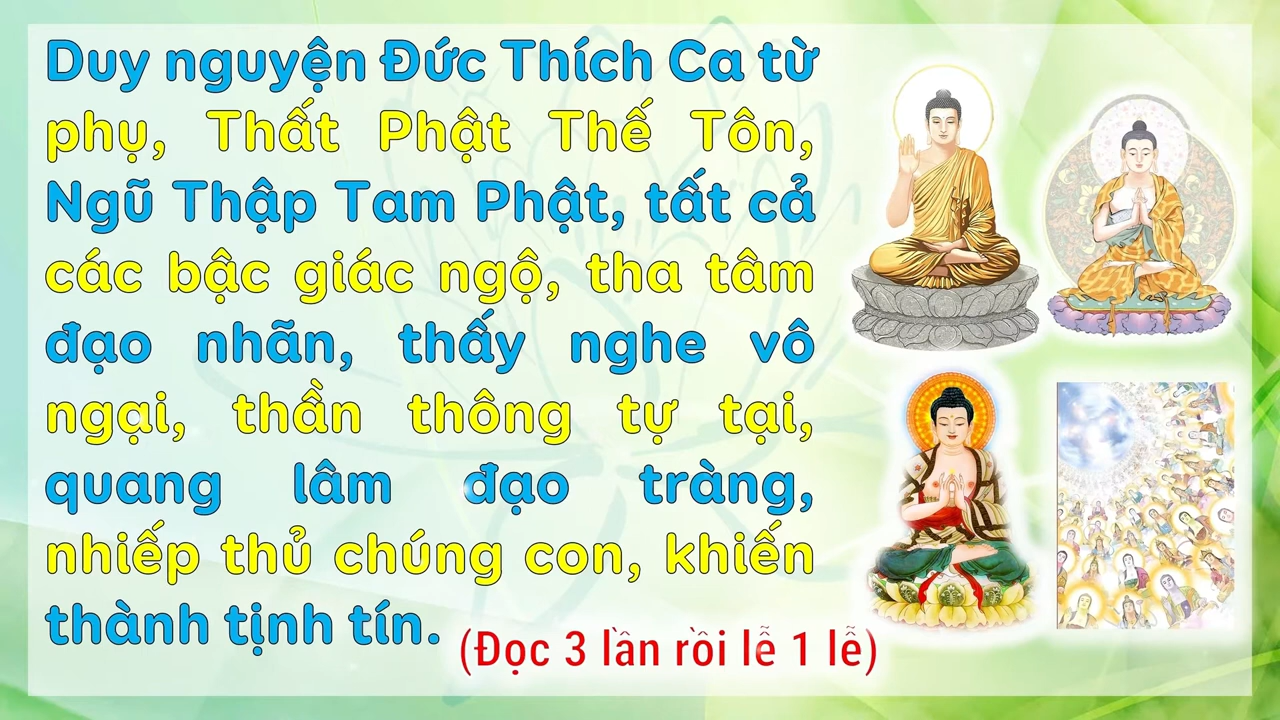 Duy nguyện Đức Thích Ca từ
phụ, Thất Phật Thế Tôn,
Ngũ Thập Tam Phật, tất cả
các bậc giác ngộ, tha tâm
đạo nhãn, thấy nghe vô
ngại, thần thông tự tại,
quang lâm đạo tràng,
nhiếp thủ chúng con, khiến
thành tịnh tín.
(Đọc 3 lần rồi lễ 1 lễ)